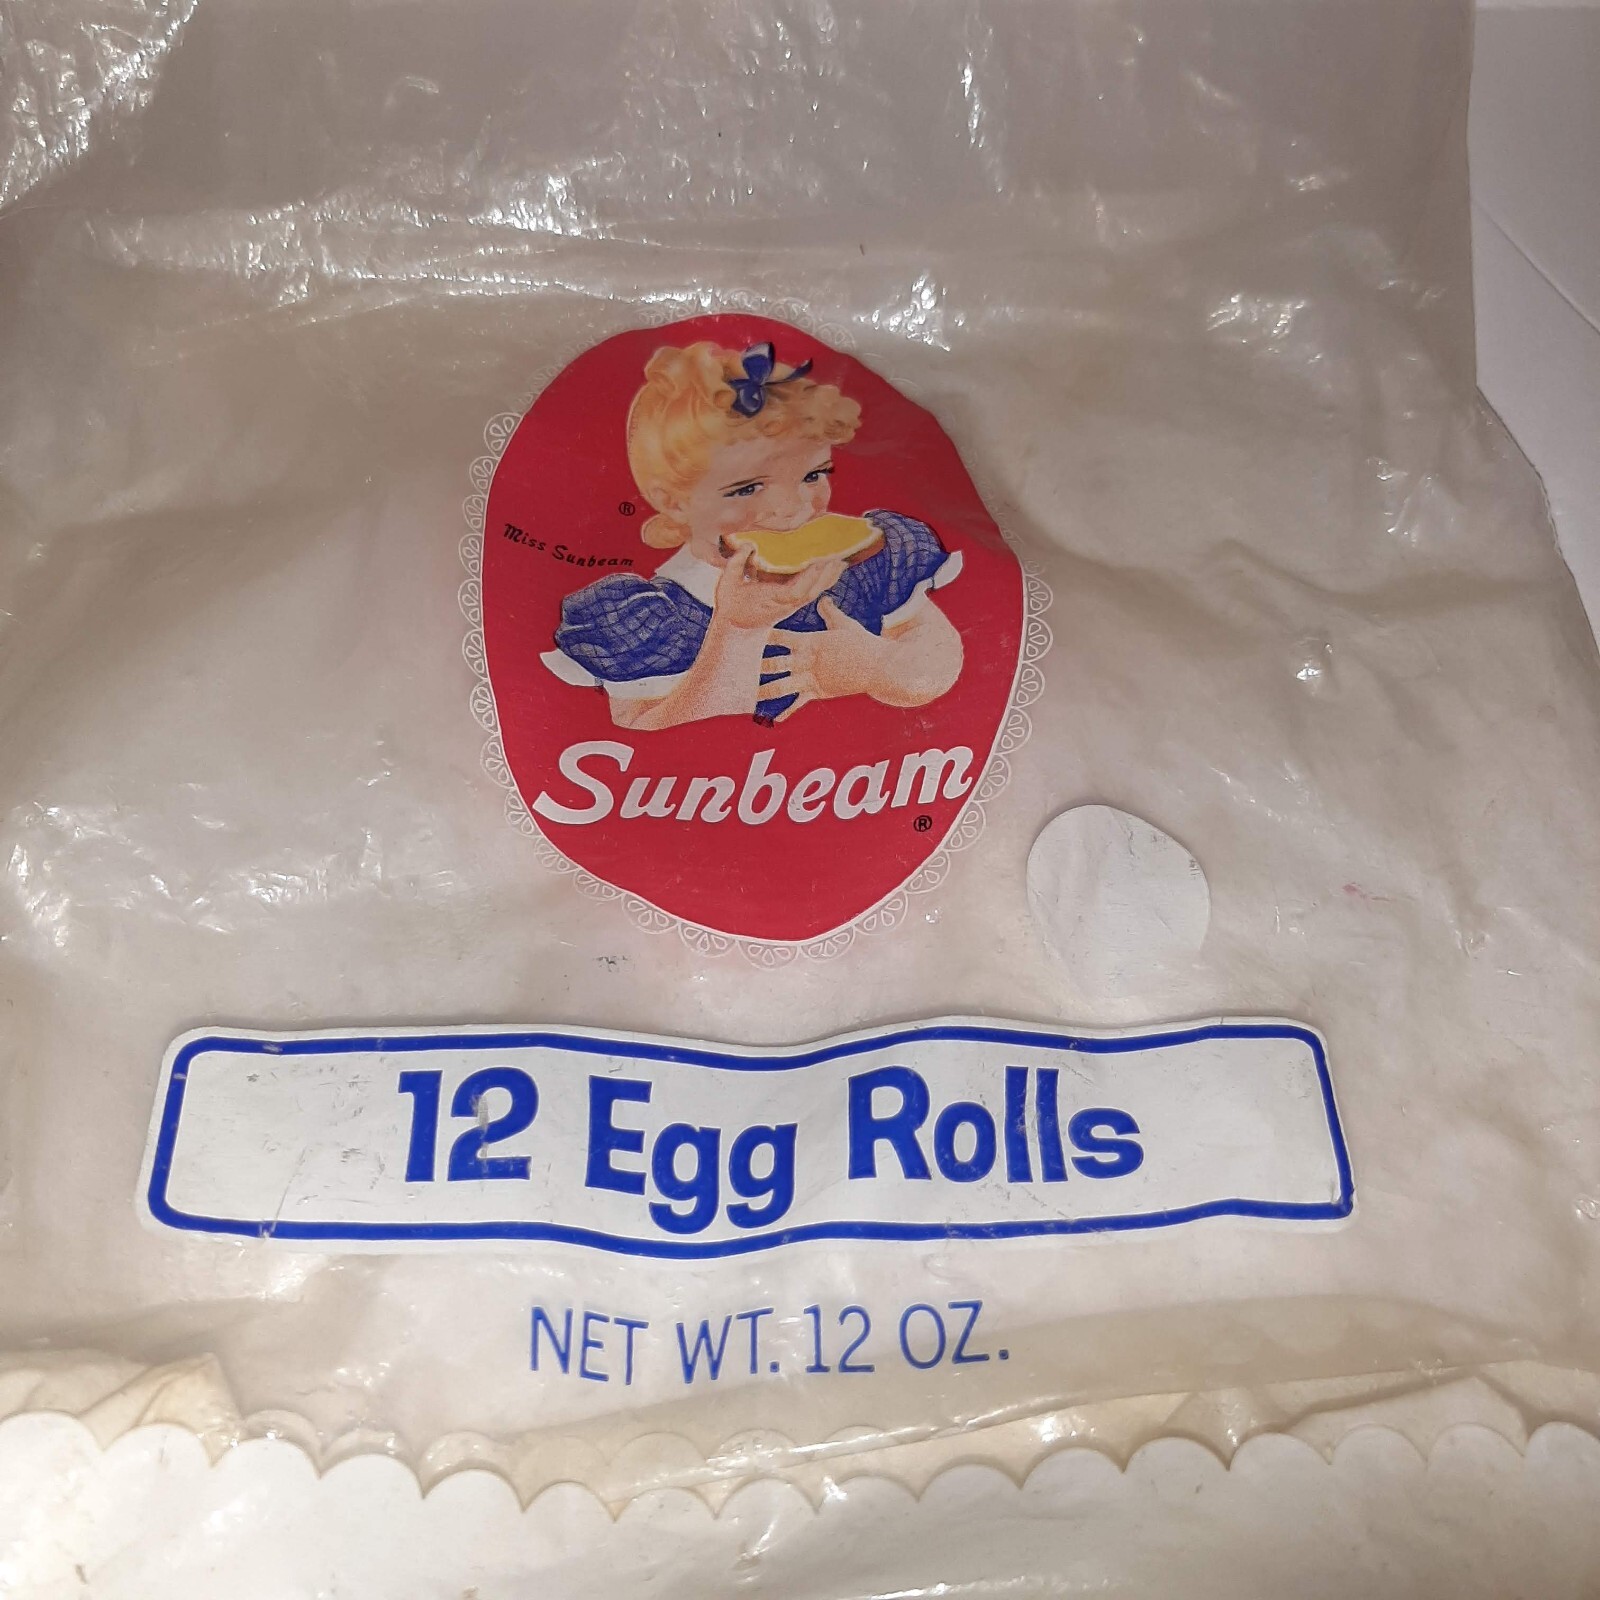 ®
Miss Sunbeam
Sunbeam
®
12 Egg Rolls
NET WT. 12 OZ.